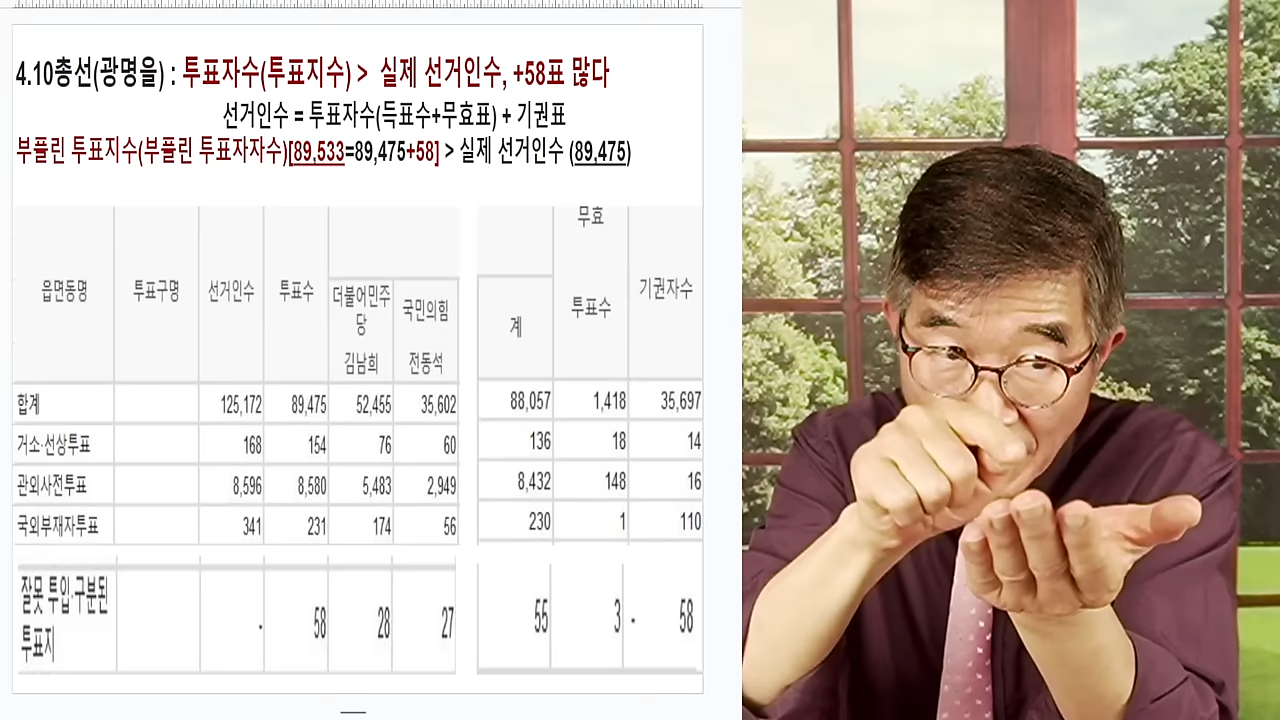 4.10총선(광명을) : 투표자수(투표지수) > 실제 선거인수, +58표 많다
선거인수 = 투표자수(득표수+무효표) + 기권표
부플린 투표지수(부플린 투표자자수)[89,533=89,475+58] > 실제 선거인수 (89,475)
읍면동명 투표구명 선거인수 투표수 더불어민주당 김남희 국민의힘 전동석 계 무효 투표수 기권자수
합계 125,172 89,475 52,455 35,602 88,057 1,418 35,697
거소·선상투표 168 154 76 60 136 18 14
관외사전투표 8,596 8,580 5,483 2,949 8,432 148 16
국외부재자투표 341 231 174 56 230 1 110
잘못 투입·구분된 투표지 - 58 28 27 55 3 - 58